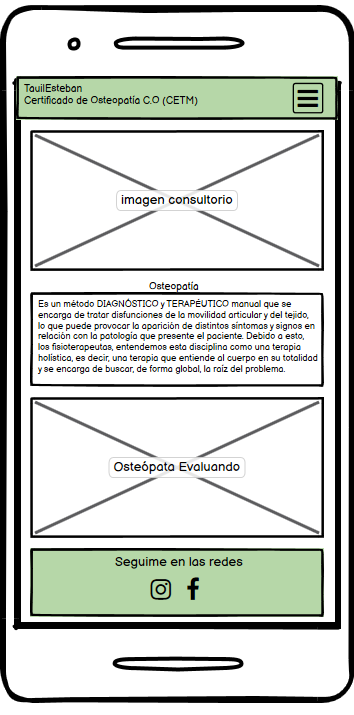 TauilEsteban
Certificado de Osteopatía C.O (CETM)
imagen consultorio
Osteopatía
Es un método DIAGNÓSTICO y TERAPÉUTICO manual que se
encarga de tratar disfunciones de la movilidad articular y del tejido,
lo que puede provocar la aparición de distintos síntomas y signos en
relación con la patología que presente el paciente. Debido a esto,
los fisioterapeutas, entendemos esta disciplina como una terapia
holística, es decir, una terapia que entiende al cuerpo en su totalidad
y se encarga de buscar, de forma global, la raíz del problema.
Osteópata Evaluando
Seguime en las redes